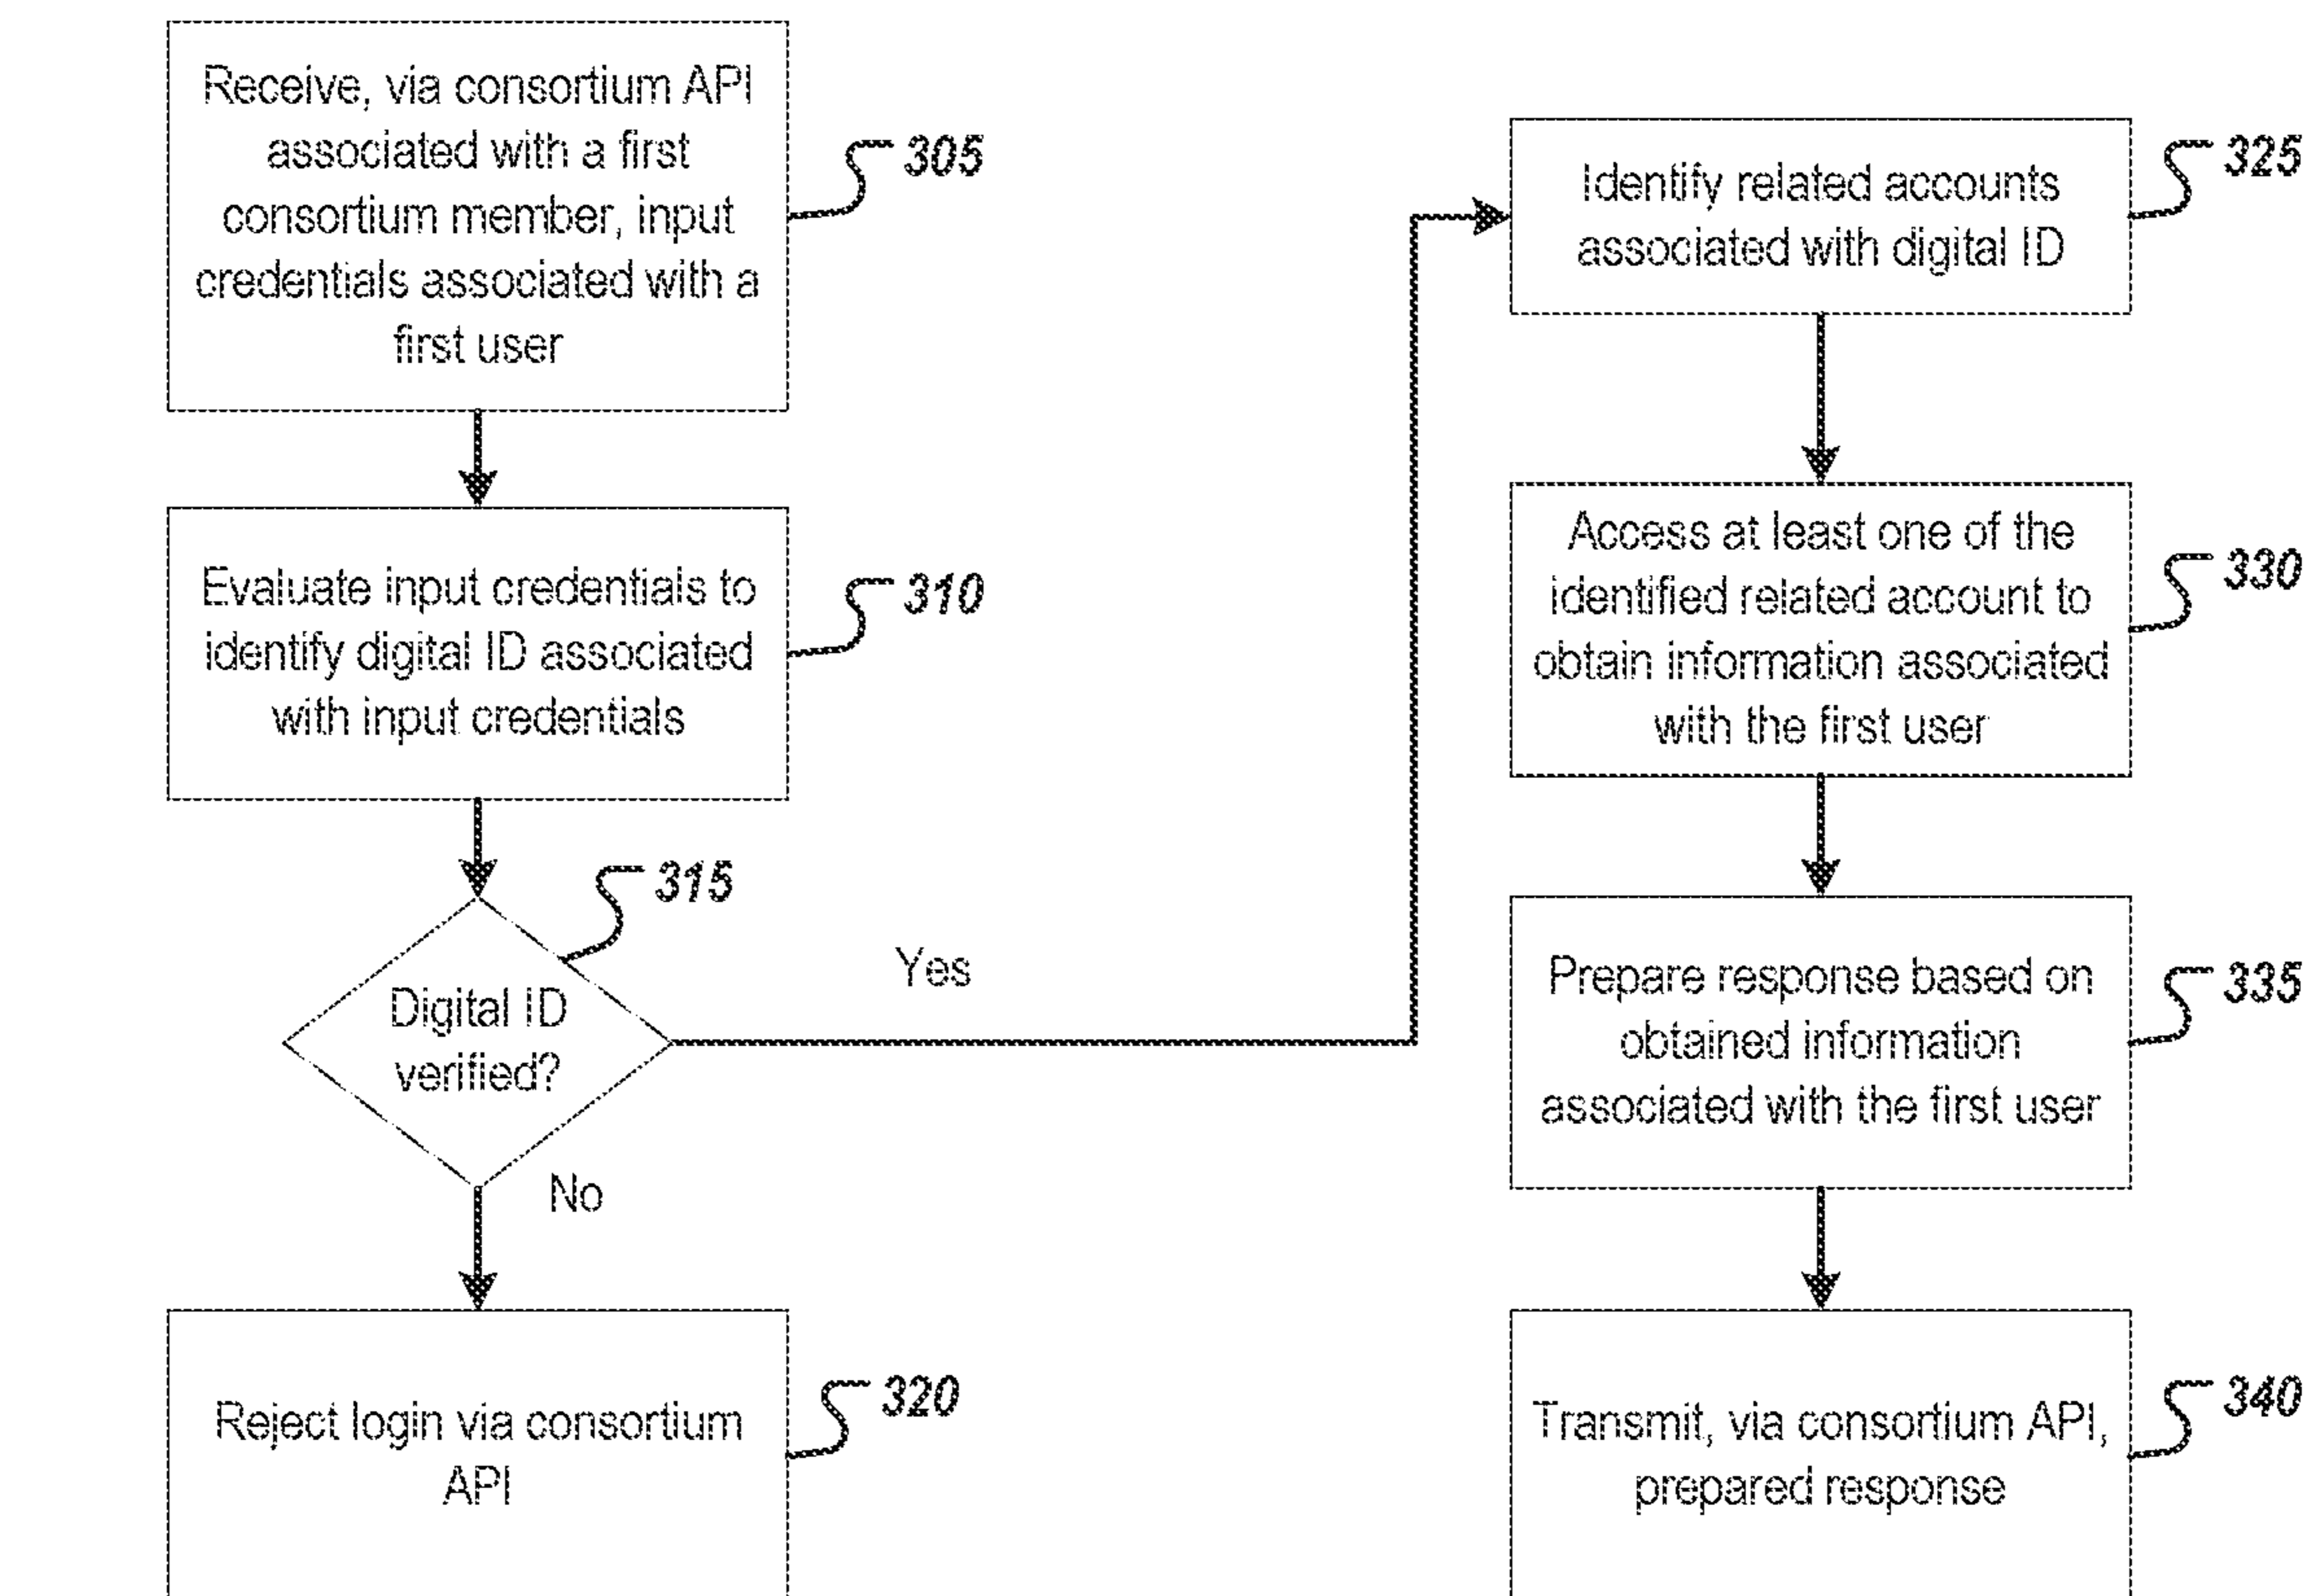 Receive, via consortium API
associated with a first
consortium member, input
credentials associated with a
first user
305
Evaluate input credentials to
identify digital ID associated
with input credentials
310
315
Digital ID
verified?
Yes
No
Reject login via consortium
API
320
Identify related accounts
associated with digital ID
325
Access at least one of the
identified related account to
obtain information associated
with the first user
330
Prepare response based on
obtained information
associated with the first user
335
Transmit, via consortium API,
prepared response
340